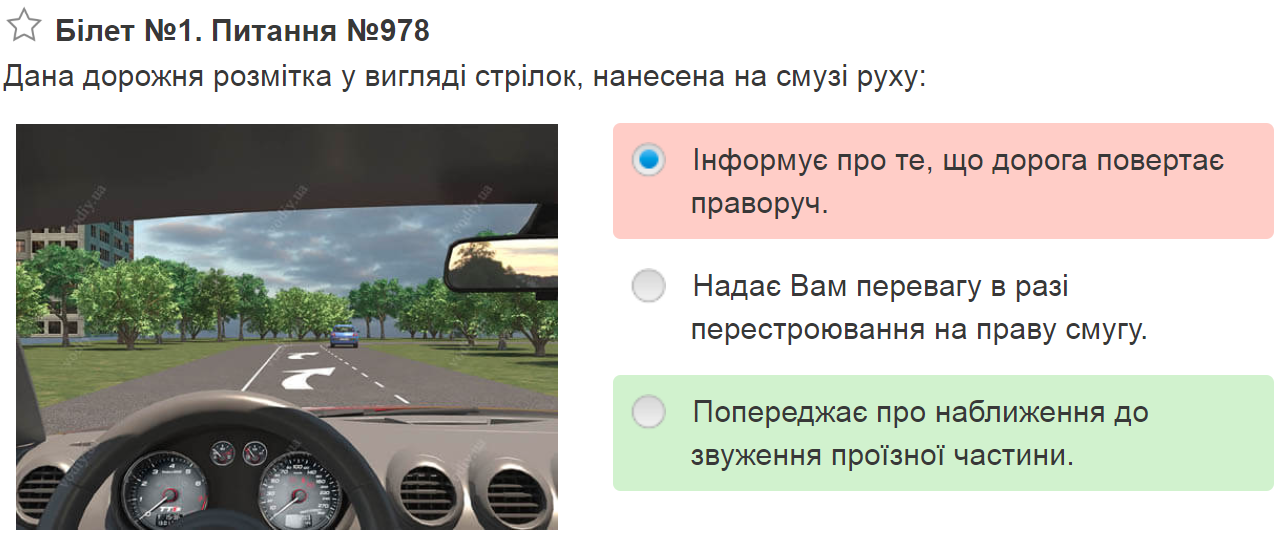 Білет №1. Питання №978
Дана дорожня розмітка у вигляді стрілок, нанесена на смузі руху:
Інформує про те, що дорога повертає
праворуч.
Надає Вам перевагу в разі
перестроювання на праву смугу.
Попереджає про наближення до
звуження проїзної частини.